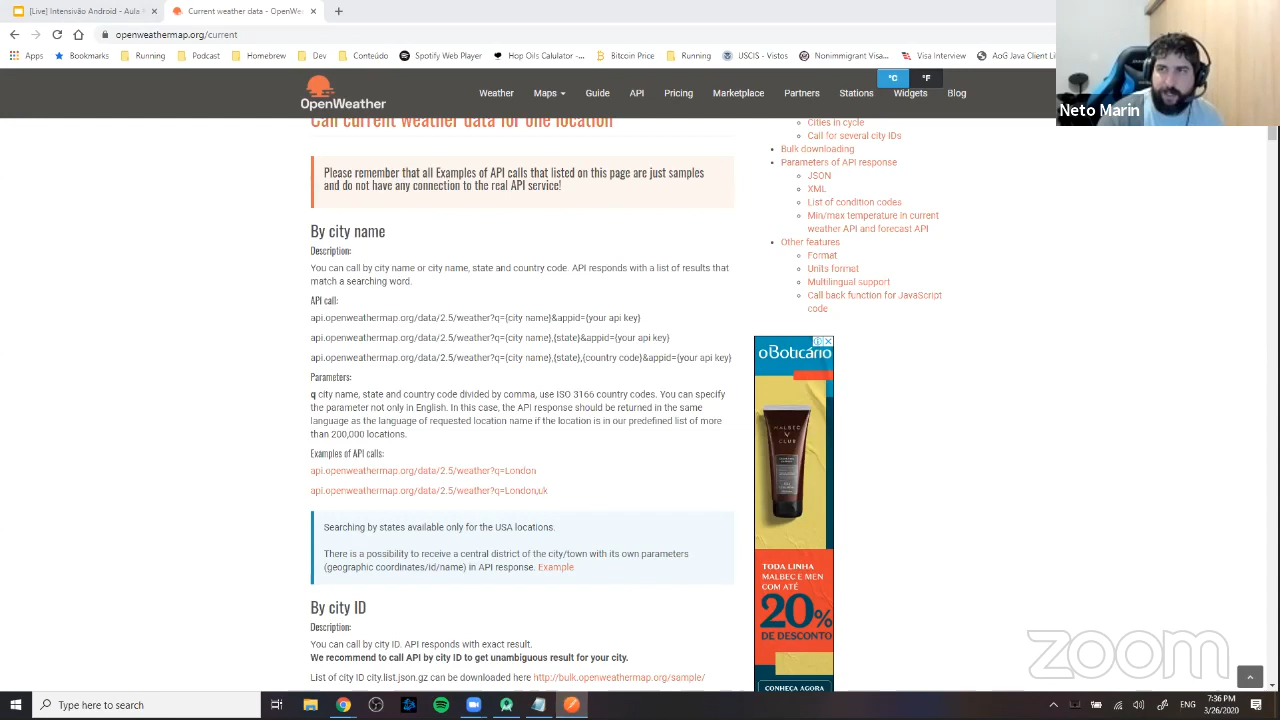 [Live] Intensivão Android - Aula
Current weather data - OpenWe
openweathermap.org/current
Apps
Bookmarks
Running
Podcast
Homebrew
Dev
Conteúdo
Spotify Web Player
Hop Oils Calculator -...
Bitcoin Price
Running
USCIS - Vistos
Nonimmigrant Visa...
Visa Interview
AoG Java Client Li
OpenWeather
Weather
Maps
Guide
API
Pricing
Marketplace
Partners
Stations
Widgets
Blog
°C
°F
Neto Marin
Call current weather data for one location
Please remember that all Examples of API calls that listed on this page are just samples
and do not have any connection to the real API service!
By city name
Description:
You can call by city name or city name, state and country code. API responds with a list of results that
match a searching word.
API call:
api.openweathermap.org/data/2.5/weather?q={city name}&appid={your api key}
api.openweathermap.org/data/2.5/weather?q={city name},{state}&appid={your api key}
api.openweathermap.org/data/2.5/weather?q={city name},{state},{country code}&appid={your api key}
Parameters:
q city name, state and country code divided by comma, use ISO 3166 country codes. You can specify
the parameter not only in English. In this case, the API response should be returned in the same
language as the language of requested location name if the location is in our predefined list of more
than 200,000 locations.
Examples of API calls:
api.openweathermap.org/data/2.5/weather?q=London
api.openweathermap.org/data/2.5/weather?q=London,uk
Searching by states available only for the USA locations.
There is a possibility to receive a central district of the city/town with its own parameters
(geographic coordinates/id/name) in API response. Example
By city ID
Description:
You can call by city ID. API responds with exact result.
We recommend to call API by city ID to get unambiguous result for your city.
List of city ID city.list.json.gz can be downloaded here http://bulk.openweathermap.org/sample/
Cities in cycle
Call for several city IDs
Bulk downloading
Parameters of API response
JSON
XML
List of condition codes
Min/max temperature in current
weather API and forecast API
Other features
Format
Units format
Multilingual support
Call back function for JavaScript
code
oBoticário
MALBEC
CLUB
TODA LINHA
MALBEC E MEN
COM ATÉ
20%
DE DESCONTO
CONHEÇA AGORA
zoom
Type here to search
7:36 PM
3/26/2020